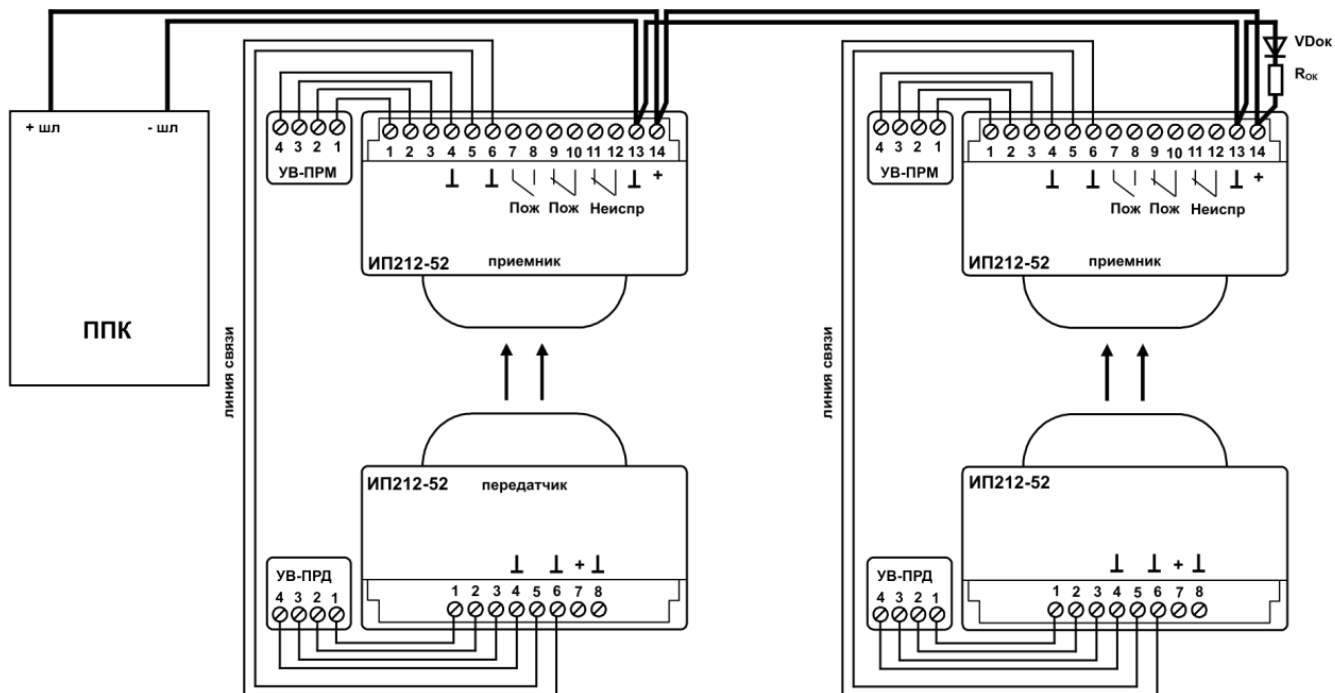 VDок
Rок
+ шл - шл
ППК
4 3 2 1
УВ-ПРМ
1 2 3 4 5 6 7 8 9 10 11 12 13 14
+
Пож Пож Неиспр
ИП212-52 приемник
линия связи
ИП212-52 передатчик
+
УВ-ПРД
4 3 2 1
1 2 3 4 5 6 7 8
4 3 2 1
УВ-ПРМ
1 2 3 4 5 6 7 8 9 10 11 12 13 14
+
Пож Пож Неиспр
ИП212-52 приемник
линия связи
ИП212-52
+
УВ-ПРД
4 3 2 1
1 2 3 4 5 6 7 8